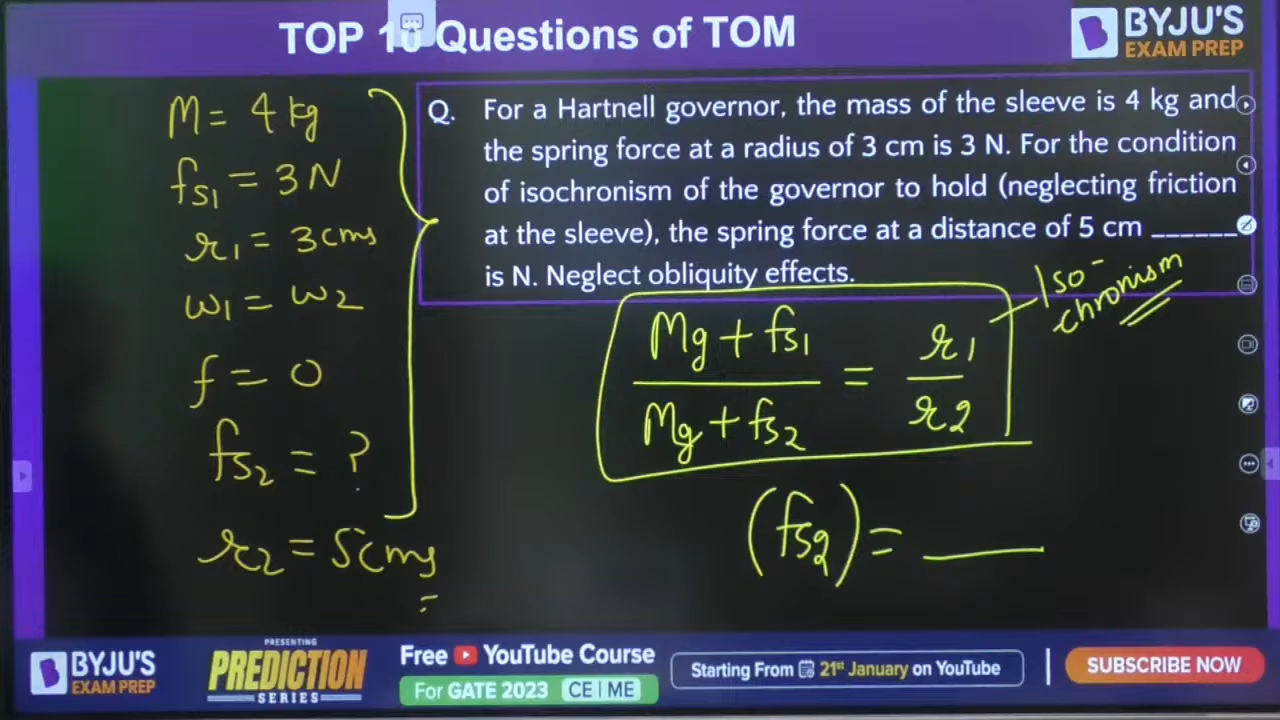 TOP 10 Questions of TOM
BYJU'S
EXAM PREP
M = 4 kg
fs1 = 3 N
r1 = 3 cms
ω1 = ω2
f = 0
fs2 = ?
r2 = 5 cms
Q. For a Hartnell governor, the mass of the sleeve is 4 kg and
the spring force at a radius of 3 cm is 3 N. For the condition
of isochronism of the governor to hold (neglecting friction
at the sleeve), the spring force at a distance of 5 cm ______
is N. Neglect obliquity effects.
Iso-
chronism
Mg + fs1 / Mg + fs2 = r1 / r2
(fs2) = ____
BYJU'S
EXAM PREP
PRESENTING
PREDICTION
SERIES
Free YouTube Course
For GATE 2023 CE | ME
Starting From 21st January on YouTube
SUBSCRIBE NOW